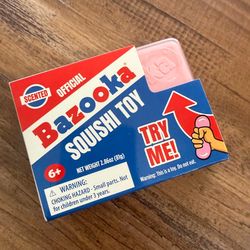 SCENTED
OFFICIAL
Bazooka
SQUISHI TOY
6+
NET WEIGHT 2.86oz (81g)
TRY
ME!
WARNING:
CHOKING HAZARD - Small parts. Not
for children under 3 years.
Warning: This is a toy. Do not eat.